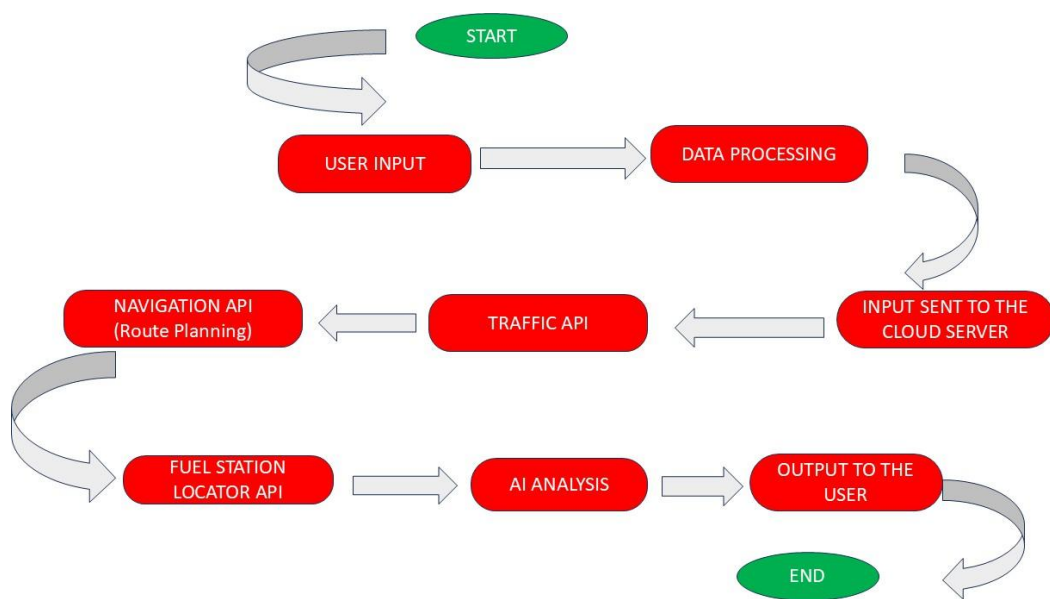 START
USER INPUT
DATA PROCESSING
INPUT SENT TO THE
CLOUD SERVER
TRAFFIC API
NAVIGATION API
(Route Planning)
FUEL STATION
LOCATOR API
AI ANALYSIS
OUTPUT TO THE
USER
END